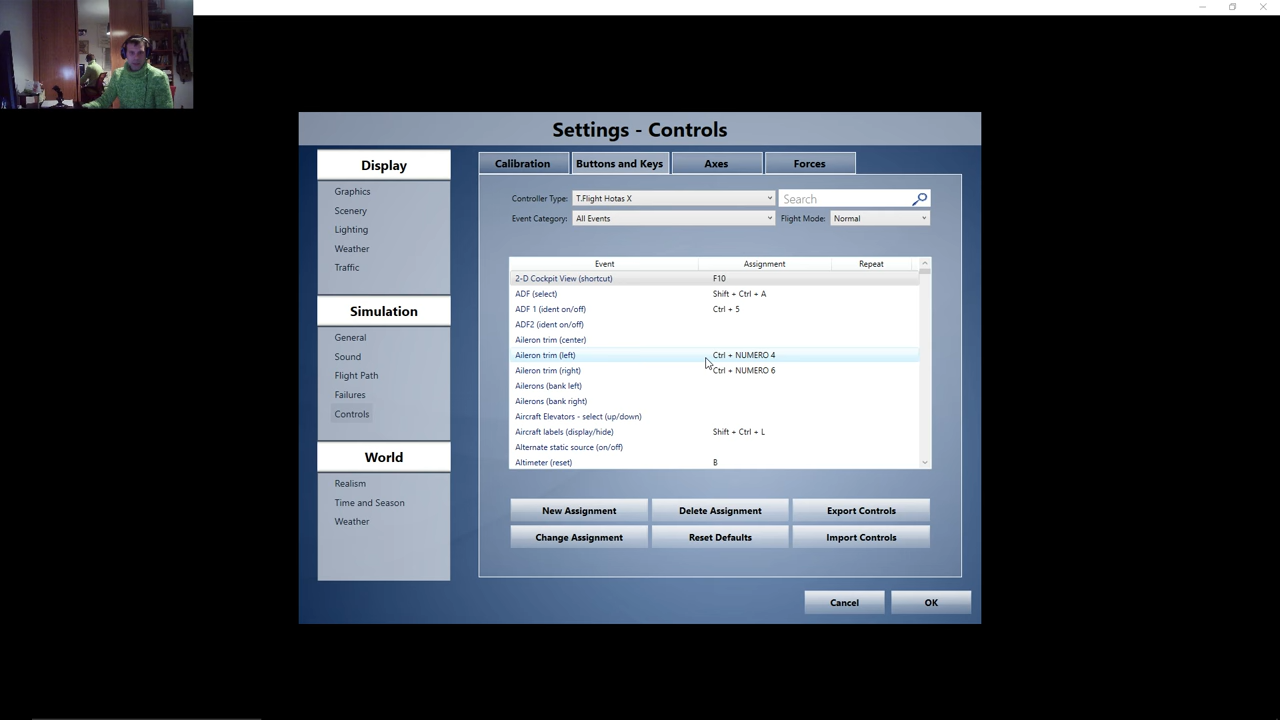 Settings - Controls
Display
Graphics
Scenery
Lighting
Weather
Traffic
Simulation
General
Sound
Flight Path
Failures
Controls
World
Realism
Time and Season
Weather
Calibration
Buttons and Keys
Axes
Forces
Controller Type:
T.Flight Hotas X
Search
Event Category:
All Events
Flight Mode:
Normal
Event Assignment Repeat
2-D Cockpit View (shortcut) F10
ADF (select) Shift + Ctrl + A
ADF 1 (ident on/off) Ctrl + 5
ADF2 (ident on/off)
Aileron trim (center)
Aileron trim (left) Ctrl + NUMERO 4
Aileron trim (right) Ctrl + NUMERO 6
Ailerons (bank left)
Ailerons (bank right)
Aircraft Elevators - select (up/down)
Aircraft labels (display/hide) Shift + Ctrl + L
Alternate static source (on/off)
Altimeter (reset) B
New Assignment
Delete Assignment
Export Controls
Change Assignment
Reset Defaults
Import Controls
Cancel
OK